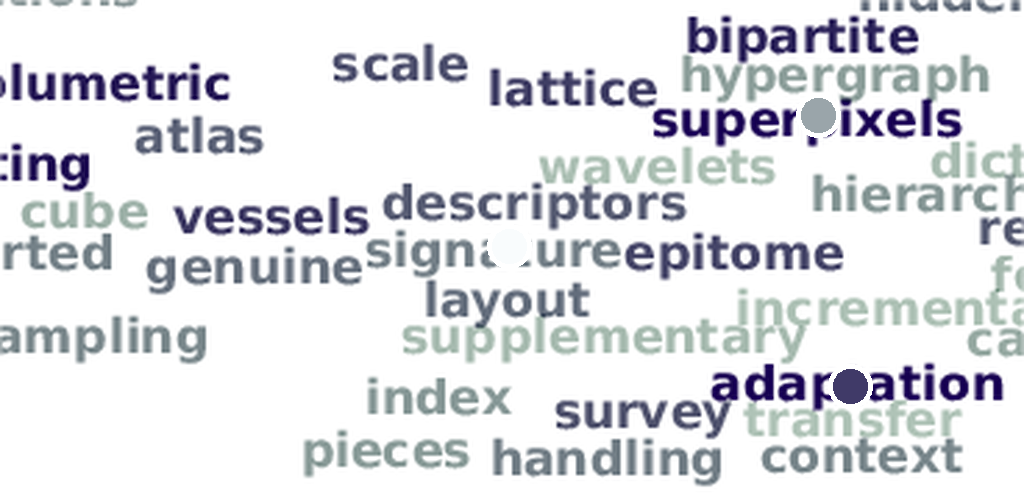 bipartite
scale
hypergraph
lattice
olumetric
superpixels
atlas
ting
wavelets
dict
hierarch
descriptors
cube
vessels
re
signature
epitome
rted
genuine
layout
incrementa
ampling
supplementary
ca
adaptation
index
survey
transfer
pieces
handling
context